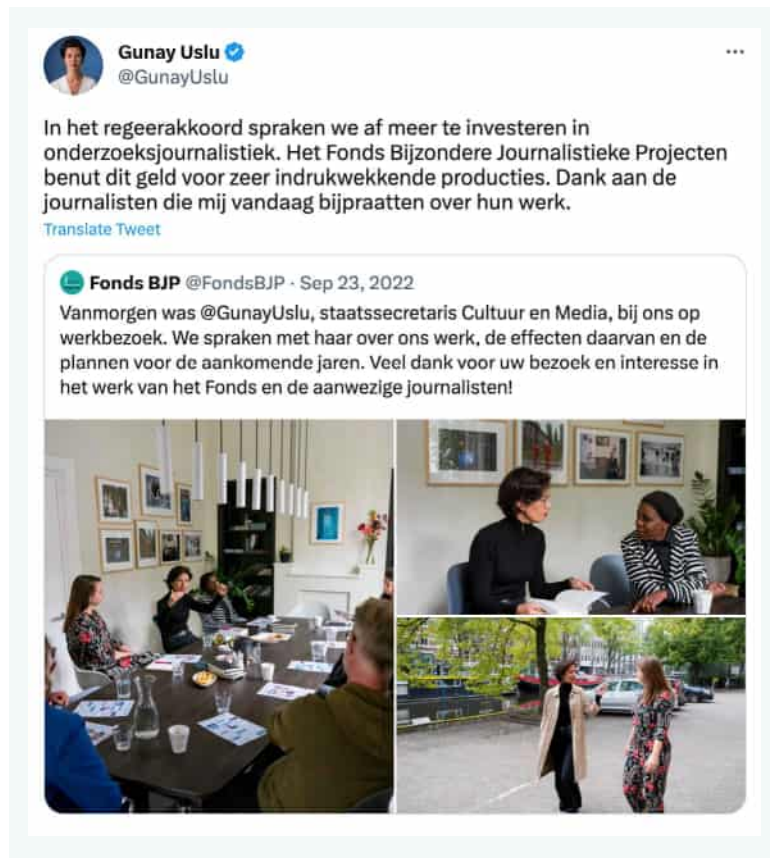 Gunay Uslu
@GunayUslu
In het regeerakkoord spraken we af meer te investeren in
onderzoeksjournalistiek. Het Fonds Bijzondere Journalistieke Projecten
benut dit geld voor zeer indrukwekkende producties. Dank aan de
journalisten die mij vandaag bijpraatten over hun werk.
Translate Tweet
Fonds BJP @FondsBJP · Sep 23, 2022
Vanmorgen was @GunayUslu, staatssecretaris Cultuur en Media, bij ons op
werkbezoek. We spraken met haar over ons werk, de effecten daarvan en de
plannen voor de aankomende jaren. Veel dank voor uw bezoek en interesse in
het werk van het Fonds en de aanwezige journalisten!